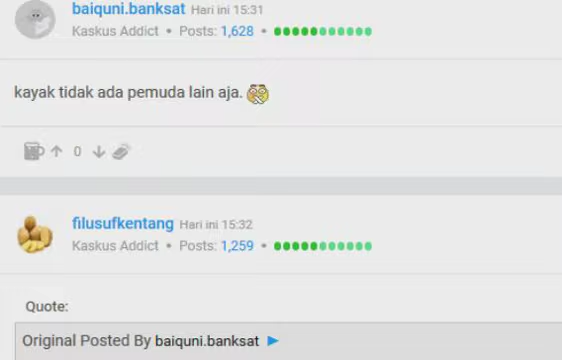 baiquni.banksat Hari ini 15:31
Kaskus Addict • Posts: 1,628 •
kayak tidak ada pemuda lain aja.
0
filusufkentang Hari ini 15:32
Kaskus Addict • Posts: 1,259 •
Quote:
Original Posted By baiquni.banksat